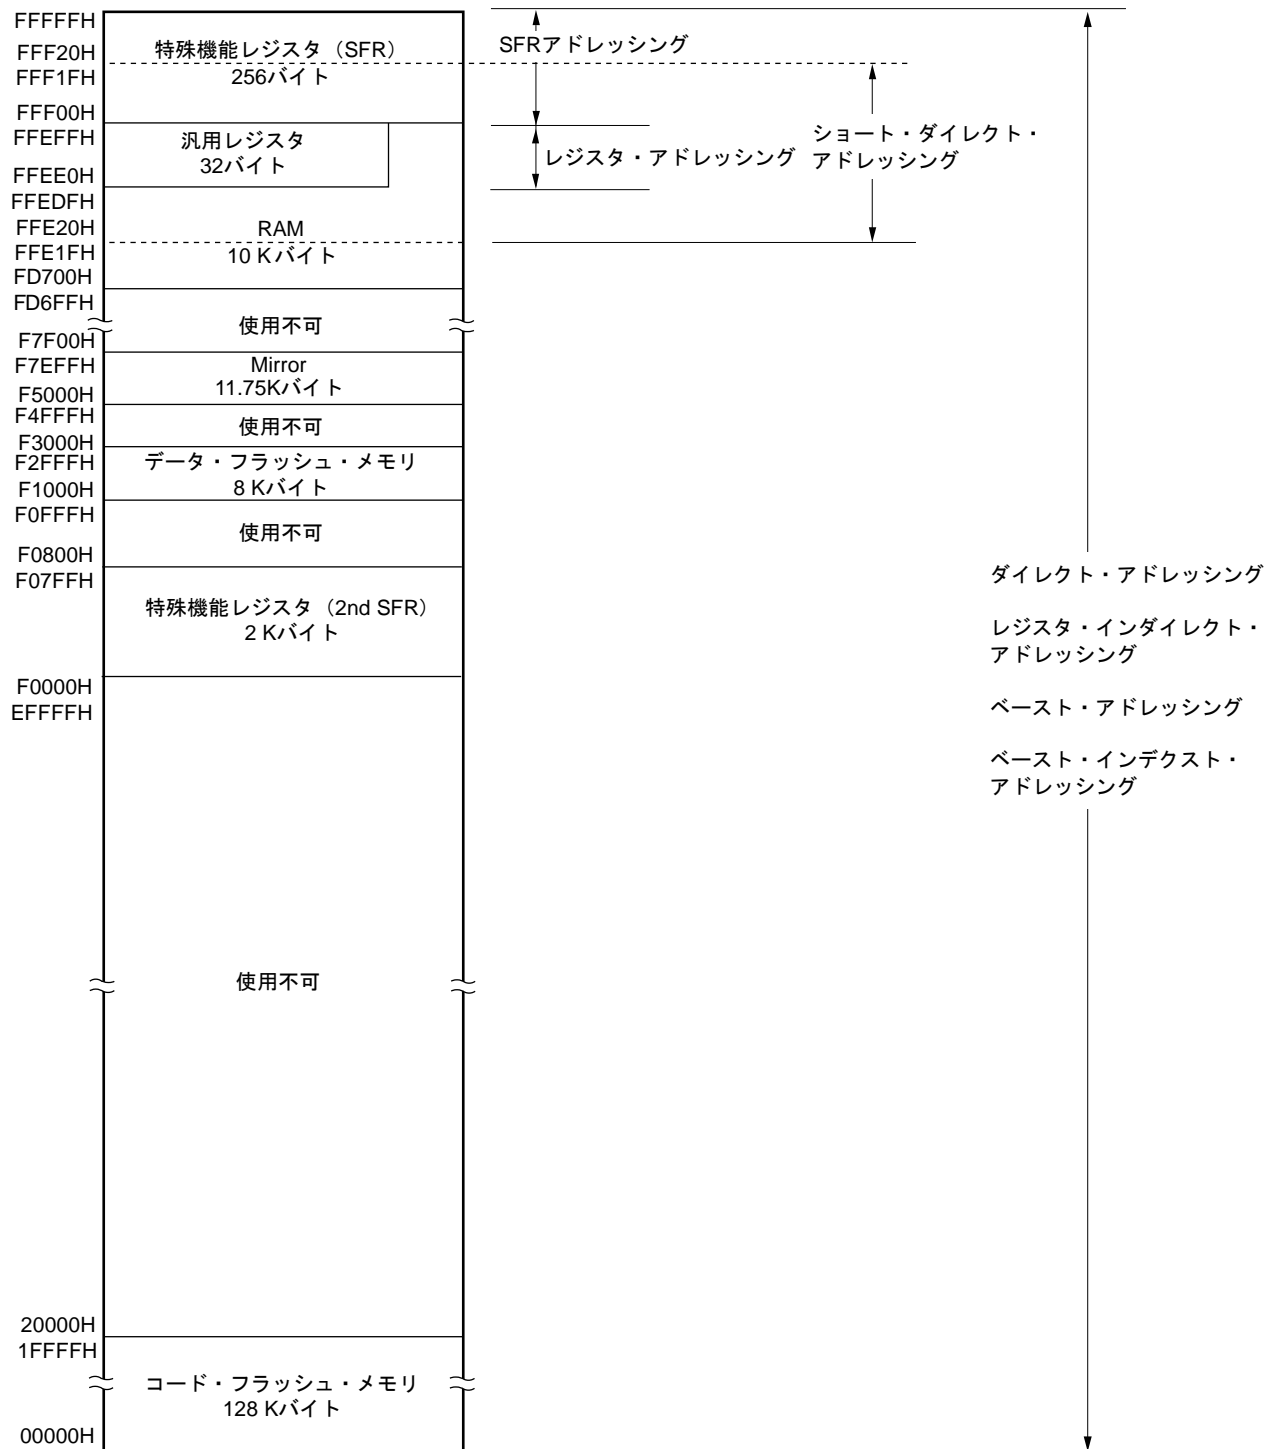 FFFFFH
特殊機能レジスタ（SFR）
256バイト
FFF20H
FFF1FH
FFF00H
SFRアドレッシング
FFEFFH
汎用レジスタ
32バイト
FFEE0H
レジスタ・アドレッシング
ショート・ダイレクト・
アドレッシング
FFEDFH
FFE20H
RAM
10 Kバイト
FFE1FH
FD700H
FD6FFH
使用不可
F7F00H
F7EFFH
Mirror
11.75Kバイト
F5000H
F4FFFH
使用不可
F3000H
F2FFFH
データ・フラッシュ・メモリ
8 Kバイト
F1000H
F0FFFH
使用不可
F0800H
F07FFH
特殊機能レジスタ（2nd SFR）
2 Kバイト
F0000H
EFFFFH
ダイレクト・アドレッシング
レジスタ・インダイレクト・
アドレッシング
ベースト・アドレッシング
ベースト・インデクスト・
アドレッシング
使用不可
20000H
1FFFFH
コード・フラッシュ・メモリ
128 Kバイト
00000H